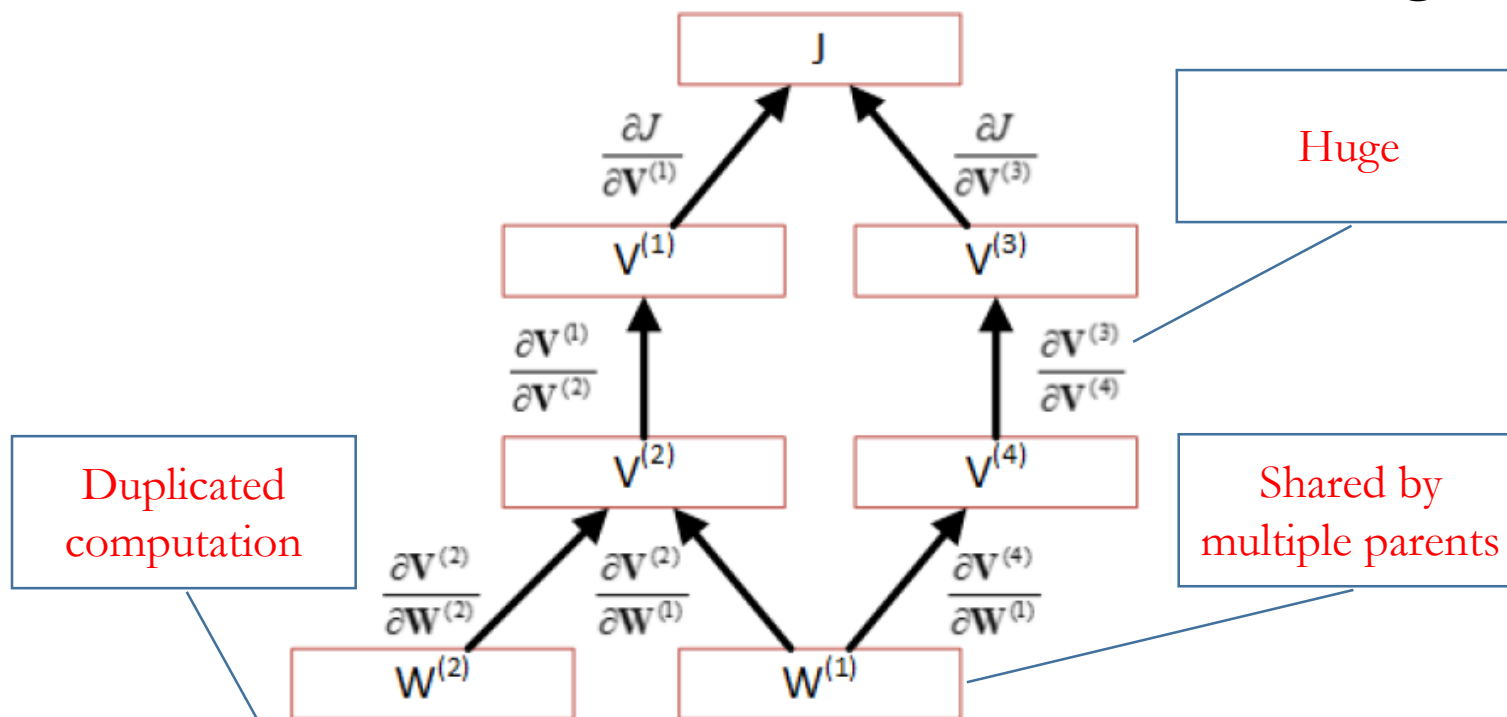 J
∂J/∂V^(1)
∂J/∂V^(3)
Huge
V^(1)
V^(3)
∂V^(1)/∂V^(2)
∂V^(3)/∂V^(4)
V^(2)
V^(4)
Duplicated
computation
Shared by
multiple parents
∂V^(2)/∂W^(2)
∂V^(2)/∂W^(1)
∂V^(4)/∂W^(1)
W^(2)
W^(1)